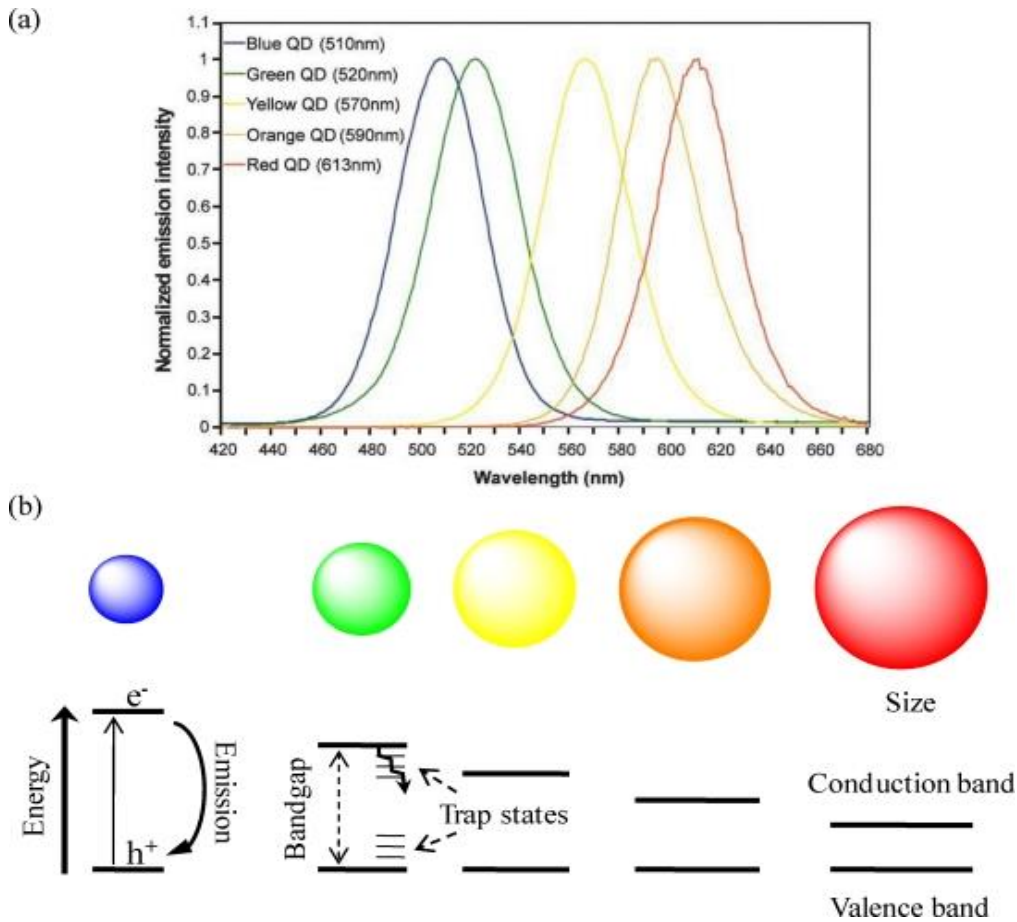 (a)
Normalized emission intensity
1.1
1
0.9
0.8
0.7
0.6
0.5
0.4
0.3
0.2
0.1
0
Blue QD (510nm)
Green QD (520nm)
Yellow QD (570nm)
Orange QD (590nm)
Red QD (613nm)
420 440 460 480 500 520 540 560 580 600 620 640 660 680
Wavelength (nm)
(b)
Size
Energy
e-
h+
Emission
Bandgap
Trap states
Conduction band
Valence band